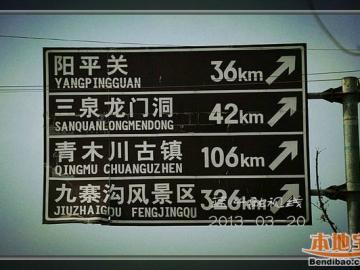 阳平关 36km
YANGPINGGUAN
三泉龙门洞 42km
SANQUANLONGMENDONG
青木川古镇 106km
QINGMU CHUANGUZHEN
九寨沟风景区 326km
JIUZHAIGOU FENGJINGQU
2013-03-20
本地宝
Bendibao.com